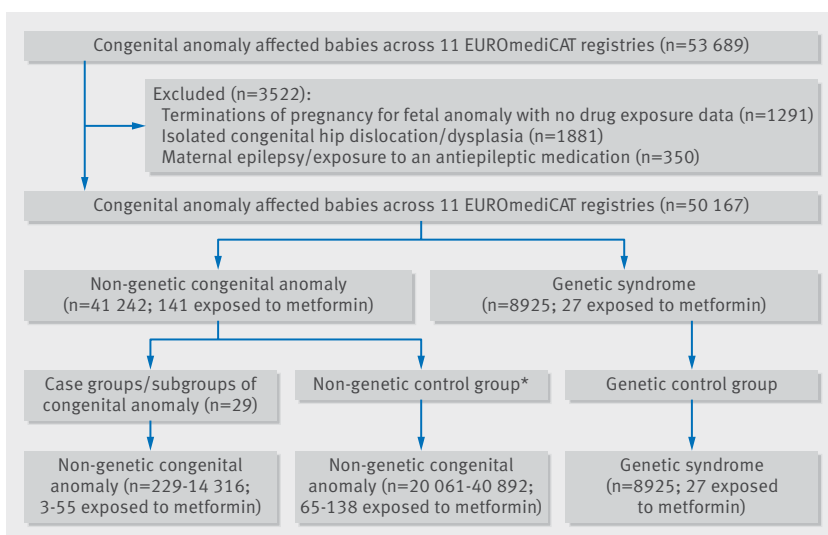 Congenital anomaly affected babies across 11 EUROmediCAT registries (n=53 689)
Excluded (n=3522):
Terminations of pregnancy for fetal anomaly with no drug exposure data (n=1291)
Isolated congenital hip dislocation/dysplasia (n=1881)
Maternal epilepsy/exposure to an antiepileptic medication (n=350)
Congenital anomaly affected babies across 11 EUROmediCAT registries (n=50 167)
Non-genetic congenital anomaly
(n=41 242; 141 exposed to metformin)
Genetic syndrome
(n=8925; 27 exposed to metformin)
Case groups/subgroups of
congenital anomaly (n=29)
Non-genetic control group*
Genetic control group
Non-genetic congenital
anomaly (n=229-14 316;
3-55 exposed to metformin)
Non-genetic congenital
anomaly (n=20 061-40 892;
65-138 exposed to metformin)
Genetic syndrome
(n=8925; 27 exposed
to metformin)